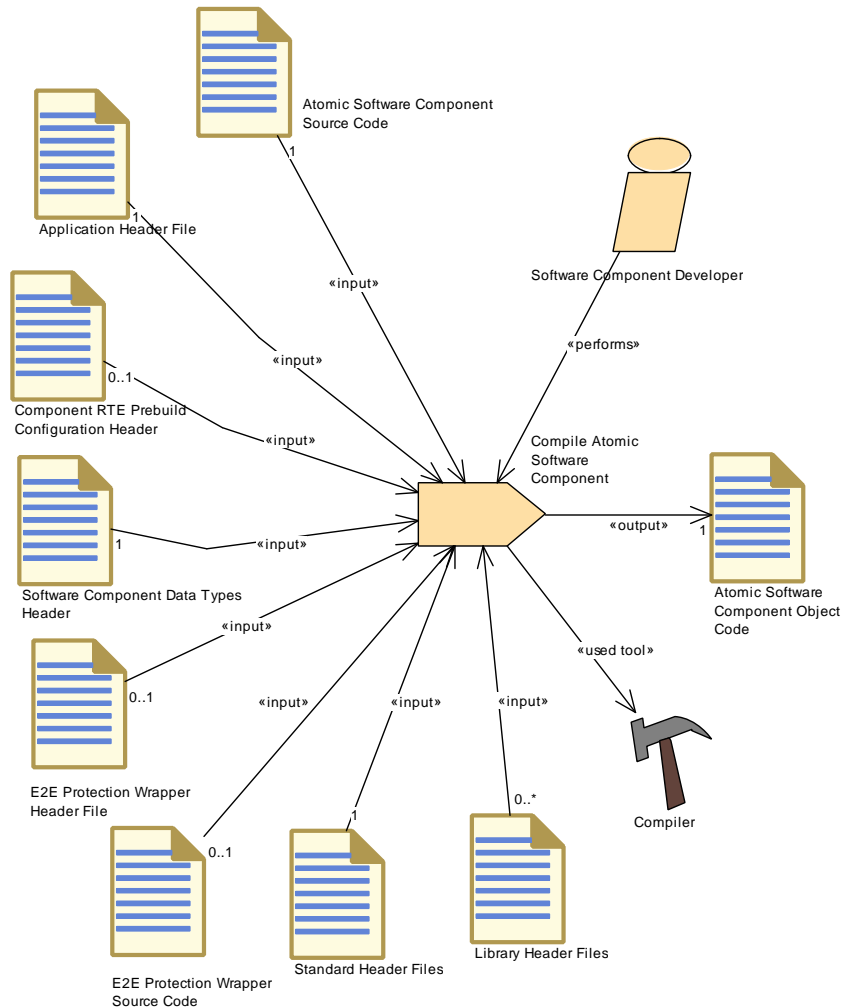 Atomic Software Component
Source Code
1
Application Header File
1
Software Component Developer
«input»
«performs»
«input»
0..1
Component RTE Prebuild
Configuration Header
«input»
Compile Atomic
Software
Component
«output»
1
1
«input»
Software Component Data Types
Header
Atomic Software
Component Object
Code
«input»
0..1
«used tool»
E2E Protection Wrapper
Header File
«input»
«input»
«input»
0..*
1
Compiler
0..1
Library Header Files
Standard Header Files
E2E Protection Wrapper
Source Code